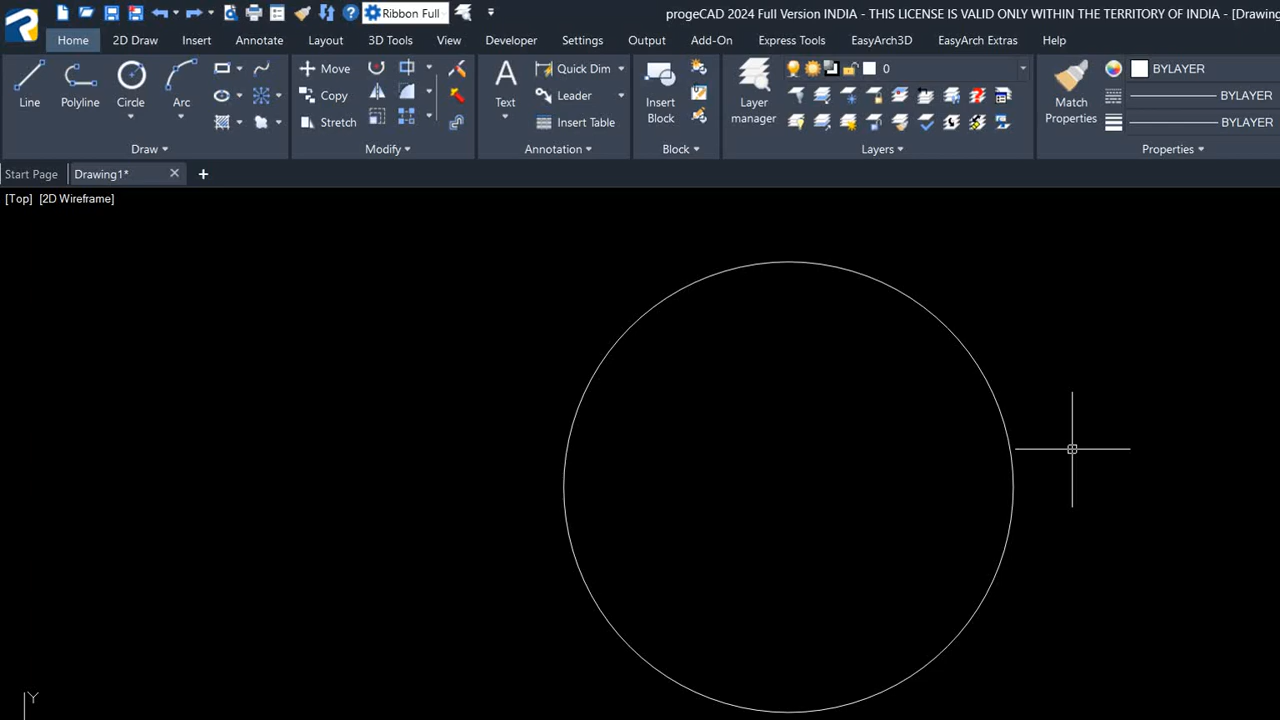 Ribbon Full
progeCAD 2024 Full Version INDIA - THIS LICENSE IS VALID ONLY WITHIN THE TERRITORY OF INDIA - [Drawing
Home 2D Draw Insert Annotate Layout 3D Tools View Developer Settings Output Add-On Express Tools EasyArch3D EasyArch Extras Help
Line Polyline Circle Arc
Draw
Move
Copy
Stretch
Modify
Text
Quick Dim
Leader
Insert Table
Annotation
Insert
Block
Block
Layer
manager
0
Layers
Match
Properties
BYLAYER
BYLAYER
BYLAYER
Properties
Start Page Drawing1*
[Top] [2D Wireframe]
Y